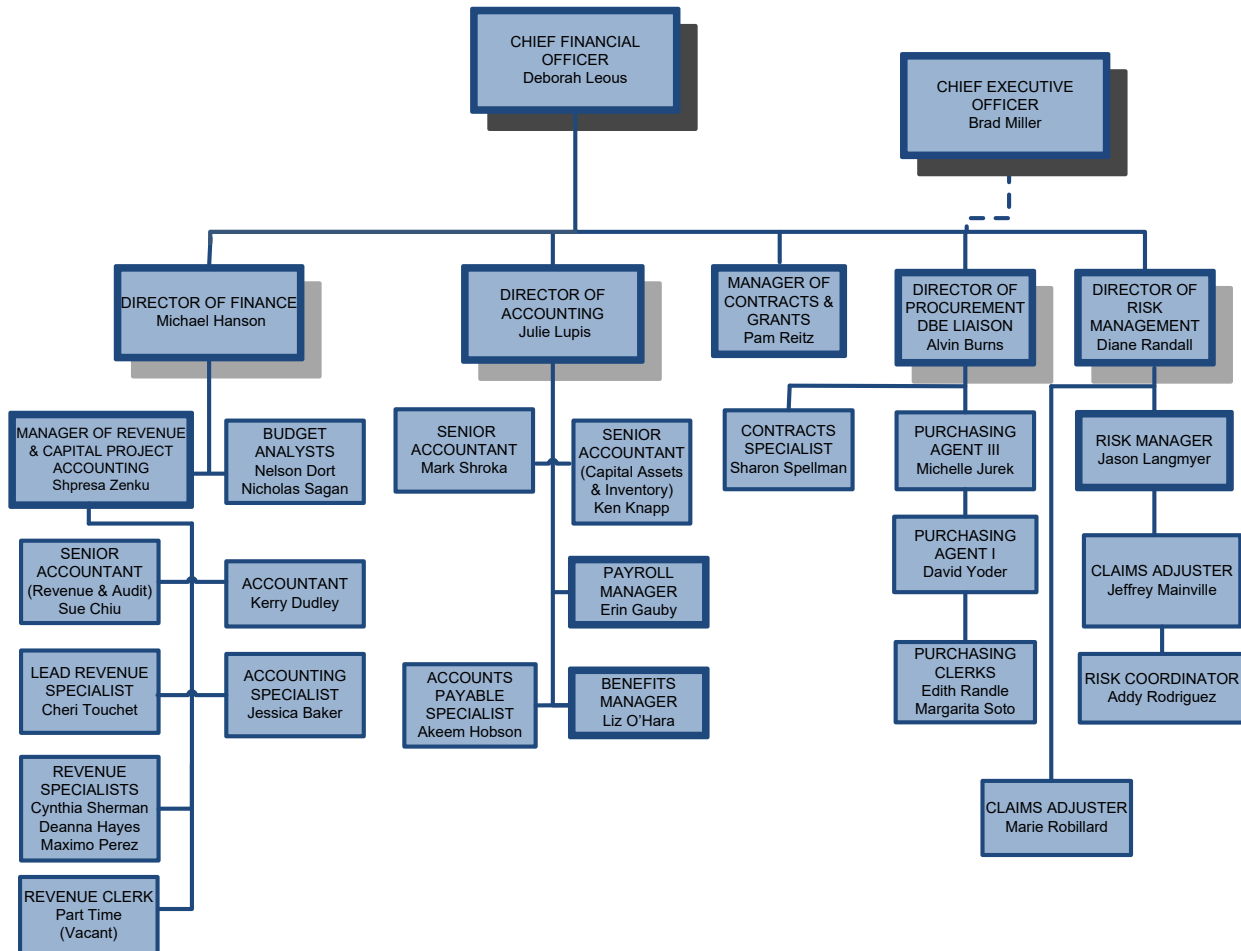 CHIEF FINANCIAL
OFFICER
Deborah Leous
CHIEF EXECUTIVE
OFFICER
Brad Miller
DIRECTOR OF FINANCE
Michael Hanson
DIRECTOR OF
ACCOUNTING
Julie Lupis
MANAGER OF
CONTRACTS &
GRANTS
Pam Reitz
DIRECTOR OF
PROCUREMENT
DBE LIAISON
Alvin Burns
DIRECTOR OF
RISK
MANAGEMENT
Diane Randall
MANAGER OF REVENUE
& CAPITAL PROJECT
ACCOUNTING
Shpresa Zenku
BUDGET
ANALYSTS
Nelson Dort
Nicholas Sagan
SENIOR
ACCOUNTANT
Mark Shroka
SENIOR
ACCOUNTANT
(Capital Assets
& Inventory)
Ken Knapp
CONTRACTS
SPECIALIST
Sharon Spellman
PURCHASING
AGENT III
Michelle Jurek
RISK MANAGER
Jason Langmyer
SENIOR
ACCOUNTANT
(Revenue & Audit)
Sue Chiu
ACCOUNTANT
Kerry Dudley
PAYROLL
MANAGER
Erin Gauby
PURCHASING
AGENT I
David Yoder
CLAIMS ADJUSTER
Jeffrey Mainville
LEAD REVENUE
SPECIALIST
Cheri Touchet
ACCOUNTING
SPECIALIST
Jessica Baker
ACCOUNTS
PAYABLE
SPECIALIST
Akeem Hobson
BENEFITS
MANAGER
Liz O’Hara
PURCHASING
CLERKS
Edith Randle
Margarita Soto
RISK COORDINATOR
Addy Rodriguez
REVENUE
SPECIALISTS
Cynthia Sherman
Deanna Hayes
Maximo Perez
CLAIMS ADJUSTER
Marie Robillard
REVENUE CLERK
Part Time
(Vacant)